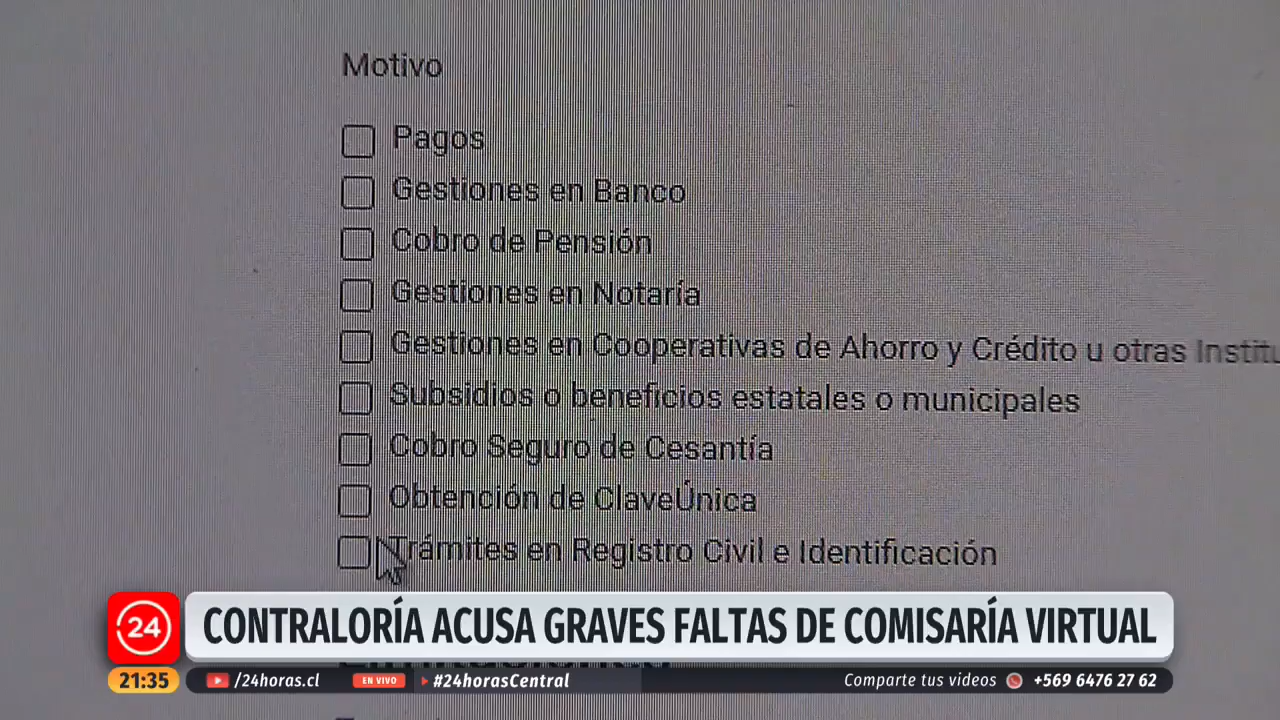 Motivo
Pagos
Gestiones en Banco
Cobro de Pensión
Gestiones en Notaría
Gestiones en Cooperativas de Ahorro y Crédito u otras
Subsidios o beneficios estatales o municipales
Cobro Seguro de Cesantía
Obtención de ClaveÚnica
Trámites en Registro Civil e Identificación
24 CONTRALORÍA ACUSA GRAVES FALTAS DE COMISARÍA VIRTUAL
21:35 /24horas.cl EN VIVO #24horasCentral Comparte tus videos +569 6476 27 62